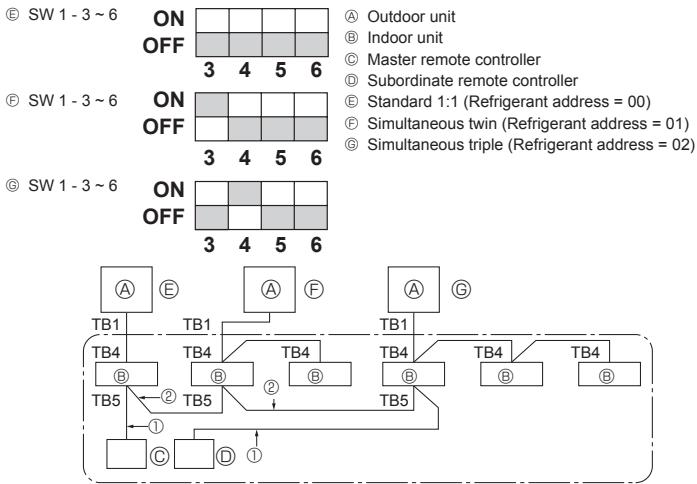 Ⓔ SW 1 - 3 ~ 6
ON
OFF
3 4 5 6
Ⓕ SW 1 - 3 ~ 6
ON
OFF
3 4 5 6
Ⓖ SW 1 - 3 ~ 6
ON
OFF
3 4 5 6
Ⓐ Outdoor unit
Ⓑ Indoor unit
Ⓒ Master remote controller
Ⓓ Subordinate remote controller
Ⓔ Standard 1:1 (Refrigerant address = 00)
Ⓕ Simultaneous twin (Refrigerant address = 01)
Ⓖ Simultaneous triple (Refrigerant address = 02)
Ⓐ Ⓔ Ⓐ Ⓕ Ⓐ Ⓖ
TB1 TB1 TB1
TB4 TB4 TB4 TB4 TB4 TB4
Ⓑ Ⓑ Ⓑ Ⓑ Ⓑ Ⓑ
TB5 ② TB5 ② TB5
①
Ⓒ Ⓓ ①